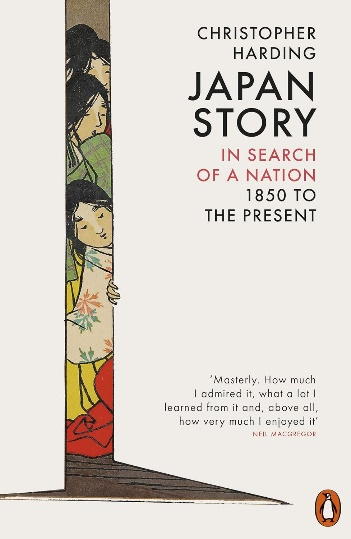 CHRISTOPHER
HARDING
JAPAN
STORY
IN SEARCH
OF A NATION
1850 TO
THE PRESENT
'Masterly. How much
I admired it, what a lot I
learned from it and, above all,
how very much I enjoyed it'
NEIL MACGREGOR